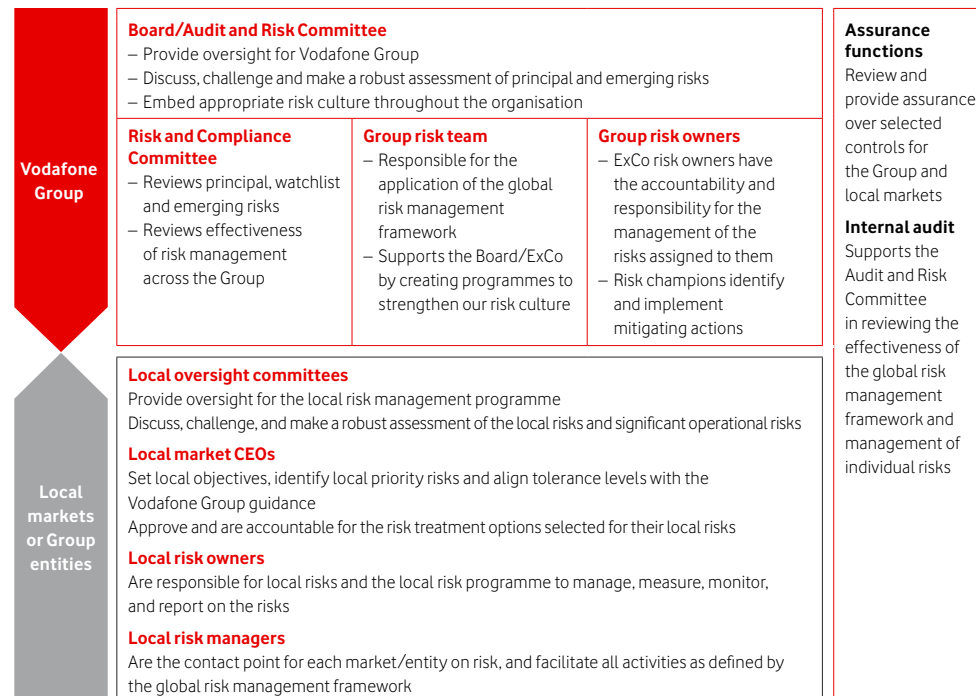 Vodafone
Group
Board/Audit and Risk Committee
– Provide oversight for Vodafone Group
– Discuss, challenge and make a robust assessment of principal and emerging risks
– Embed appropriate risk culture throughout the organisation
Risk and Compliance
Committee
– Reviews principal, watchlist
and emerging risks
– Reviews effectiveness
of risk management
across the Group
Group risk team
– Responsible for the
application of the global
risk management
framework
– Supports the Board/ExCo
by creating programmes to
strengthen our risk culture
Group risk owners
– ExCo risk owners have
the accountability and
responsibility for the
management of the
risks assigned to them
– Risk champions identify
and implement
mitigating actions
Local
markets
or Group
entities
Local oversight committees
Provide oversight for the local risk management programme
Discuss, challenge, and make a robust assessment of the local risks and significant operational risks
Local market CEOs
Set local objectives, identify local priority risks and align tolerance levels with the
Vodafone Group guidance
Approve and are accountable for the risk treatment options selected for their local risks
Local risk owners
Are responsible for local risks and the local risk programme to manage, measure, monitor,
and report on the risks
Local risk managers
Are the contact point for each market/entity on risk, and facilitate all activities as defined by
the global risk management framework
Assurance
functions
Review and
provide assurance
over selected
controls for
the Group and
local markets
Internal audit
Supports the
Audit and Risk
Committee
in reviewing the
effectiveness of
the global risk
management
framework and
management of
individual risks